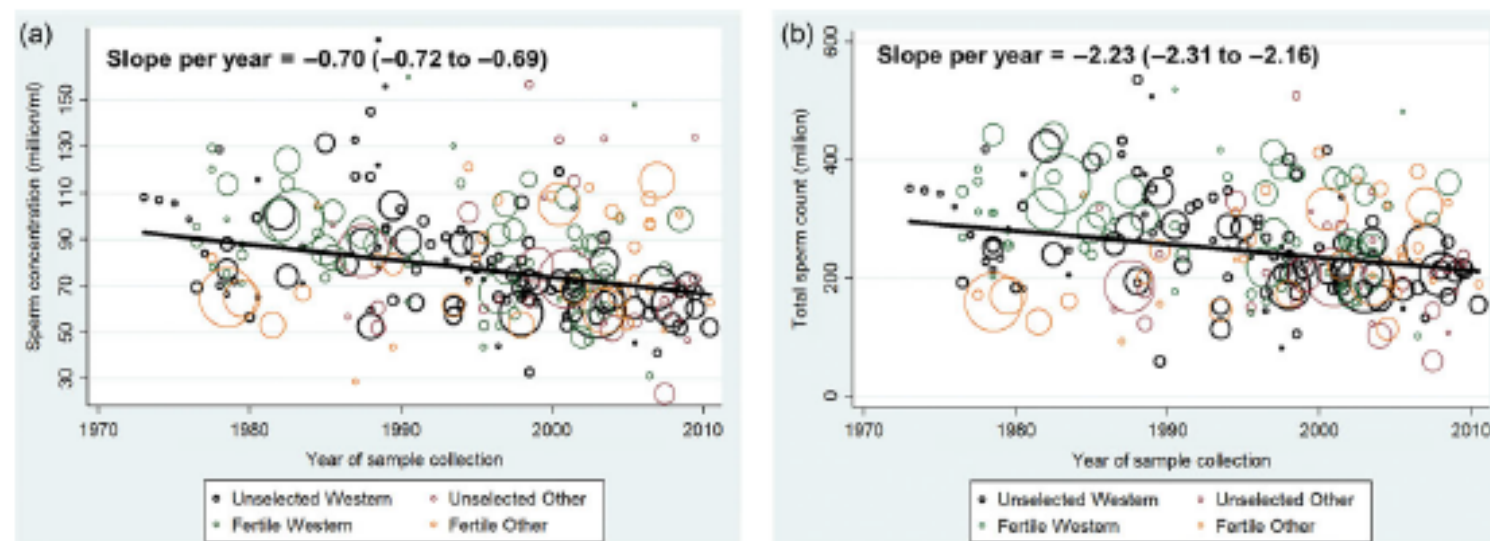 (a)
Slope per year = −0.70 (−0.72 to −0.69)
Sperm concentration (million/ml)
150
130
110
90
70
50
30
1970 1980 1990 2000 2010
Year of sample collection
Unselected Western Unselected Other
Fertile Western Fertile Other
(b)
Slope per year = −2.23 (−2.31 to −2.16)
Total sperm count (million)
600
400
200
0
1970 1980 1990 2000 2010
Year of sample collection
Unselected Western Unselected Other
Fertile Western Fertile Other